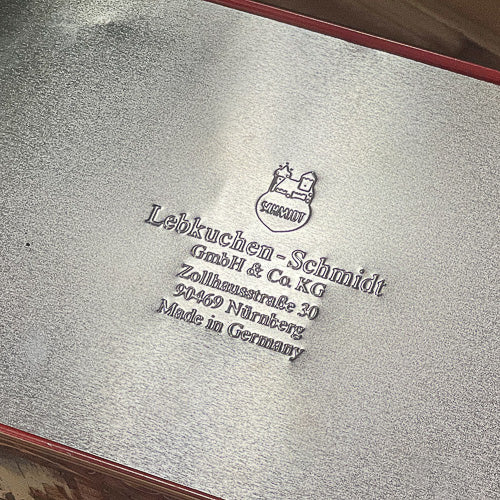 SCHMIDT
Lebkuchen-Schmidt
GmbH & Co. KG
Zollhausstraße 30
90469 Nürnberg
Made in Germany